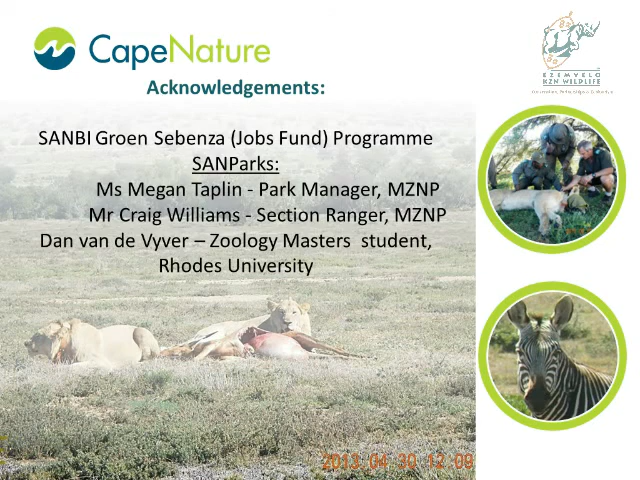 CapeNature
EZEMVELO
KZN WILDLIFE
Acknowledgements:
SANBI Groen Sebenza (Jobs Fund) Programme
SANParks:
Ms Megan Taplin - Park Manager, MZNP
Mr Craig Williams - Section Ranger, MZNP
Dan van de Vyver – Zoology Masters student,
Rhodes University
2013 04 30 12 08